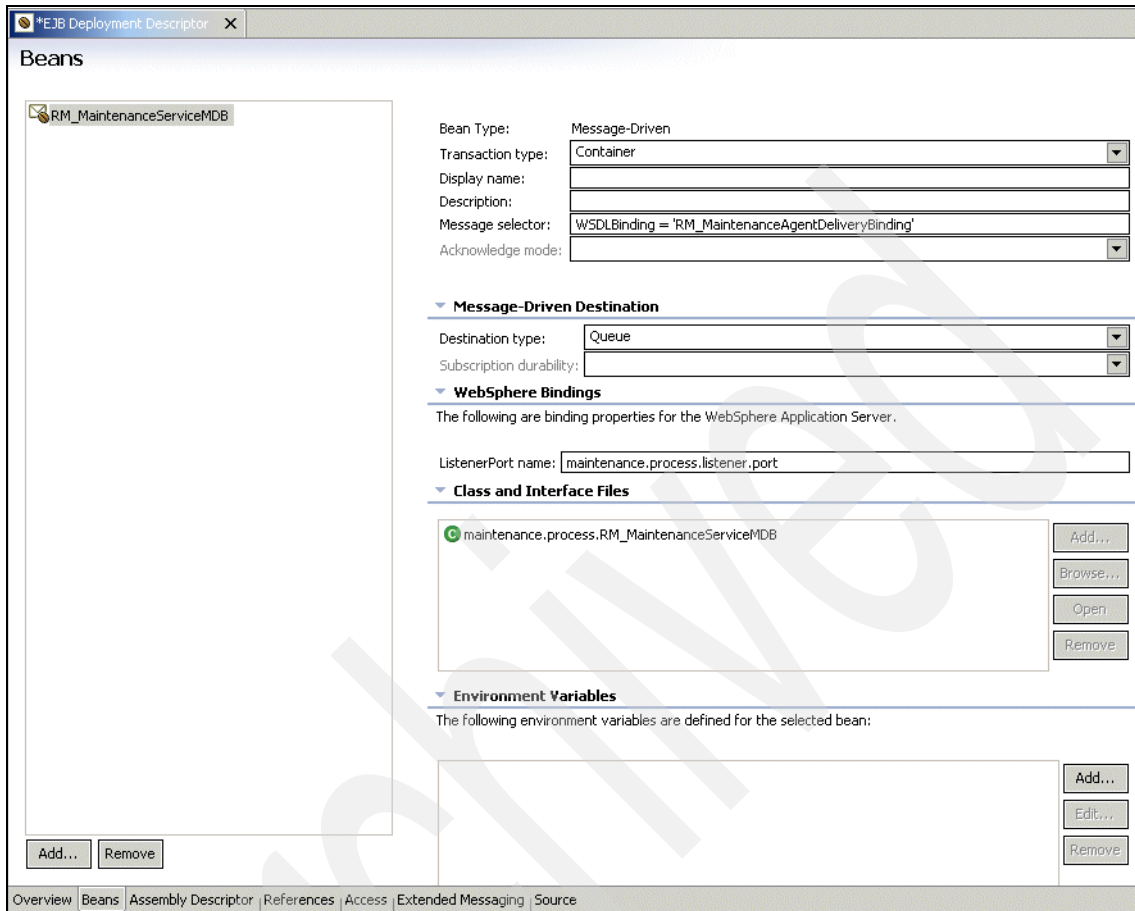 *EJB Deployment Descriptor X
Beans
RM_MaintenanceServiceMDB
Bean Type: Message-Driven
Transaction type: Container
Display name:
Description:
Message selector: WSDLBinding = 'RM_MaintenanceAgentDeliveryBinding'
Acknowledge mode:
Message-Driven Destination
Destination type: Queue
Subscription durability:
WebSphere Bindings
The following are binding properties for the WebSphere Application Server.
ListenerPort name: maintenance.process.listener.port
Class and Interface Files
maintenance.process.RM_MaintenanceServiceMDB
Add...
Browse...
Open
Remove
Environment Variables
The following environment variables are defined for the selected bean:
Add...
Edit...
Remove
Add... Remove
Overview Beans Assembly Descriptor References Access Extended Messaging Source
Archived